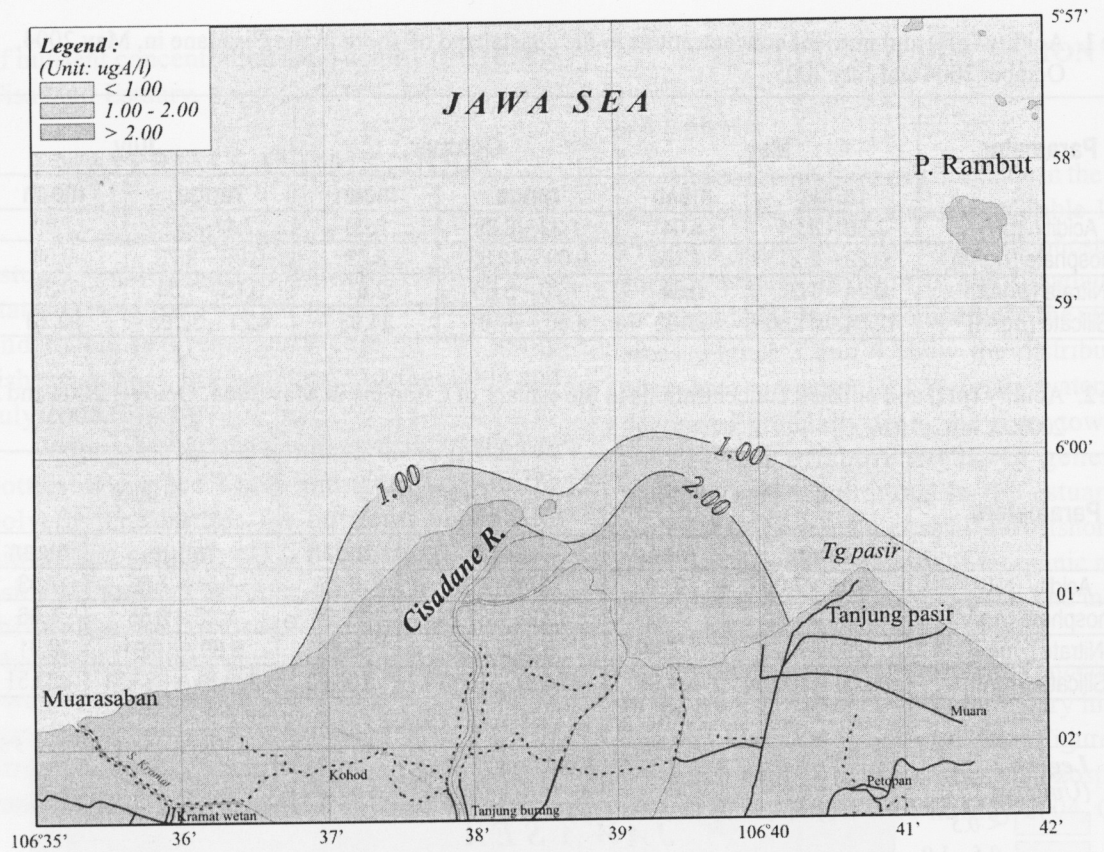 Legend :
(Unit: ugA/l)
< 1.00
1.00 - 2.00
> 2.00
JAWA SEA
P. Rambut
5°57'
58'
59'
6°00'
01'
02'
1.00
1.00
2.00
Cisadane R.
Tg pasir
Tanjung pasir
Muarasaban
Muara
S. Kramat
Kohod
Petopan
Kramat wetan
Tanjung burung
106°35'
36'
37'
38'
39'
106°40'
41'
42'